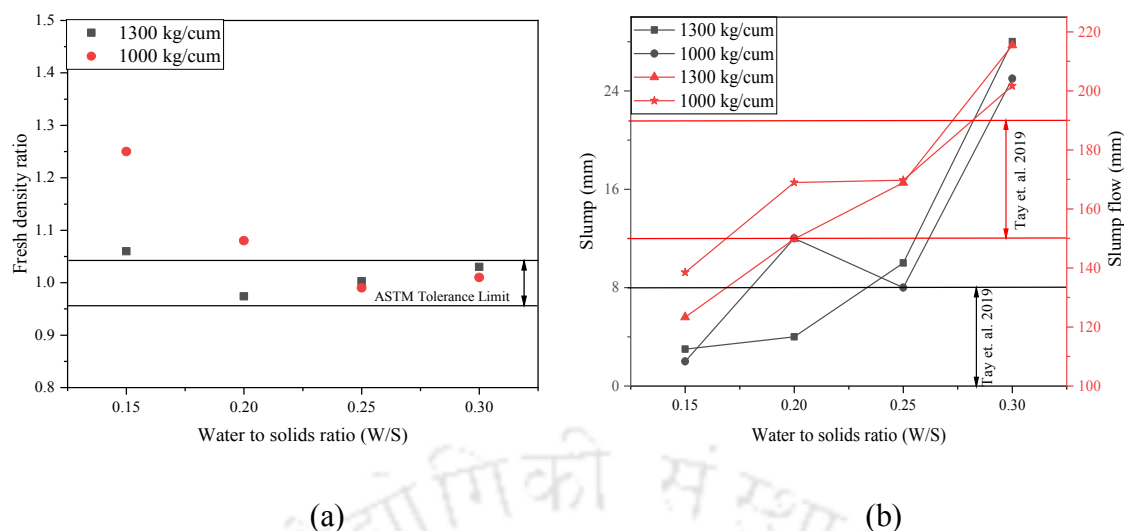 1300 kg/cum
1000 kg/cum
1.5
1.4
1.3
1.2
1.1
1.0
0.9
0.8
Fresh density ratio
ASTM Tolerance Limit
0.15 0.20 0.25 0.30
Water to solids ratio (W/S)
(a)
1300 kg/cum
1000 kg/cum
1300 kg/cum
1000 kg/cum
24
16
8
0
Slump (mm)
Tay et. al. 2019
Tay et. al. 2019
220
200
180
160
140
120
100
Slump flow (mm)
0.15 0.20 0.25 0.30
Water to solids ratio (W/S)
(b)